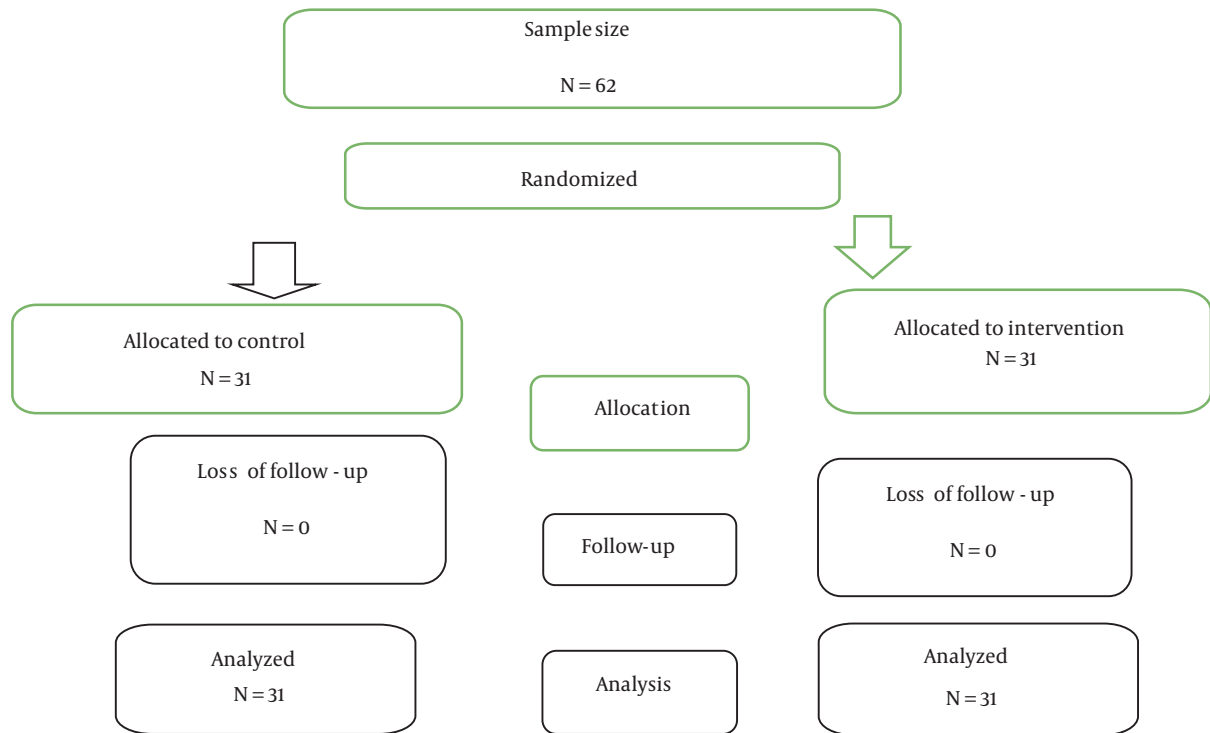 Sample size
N = 62
Randomized
Allocated to control
N = 31
Allocated to intervention
N = 31
Allocation
Loss of follow - up
N = 0
Loss of follow - up
N = 0
Follow-up
Analyzed
N = 31
Analysis
Analyzed
N = 31